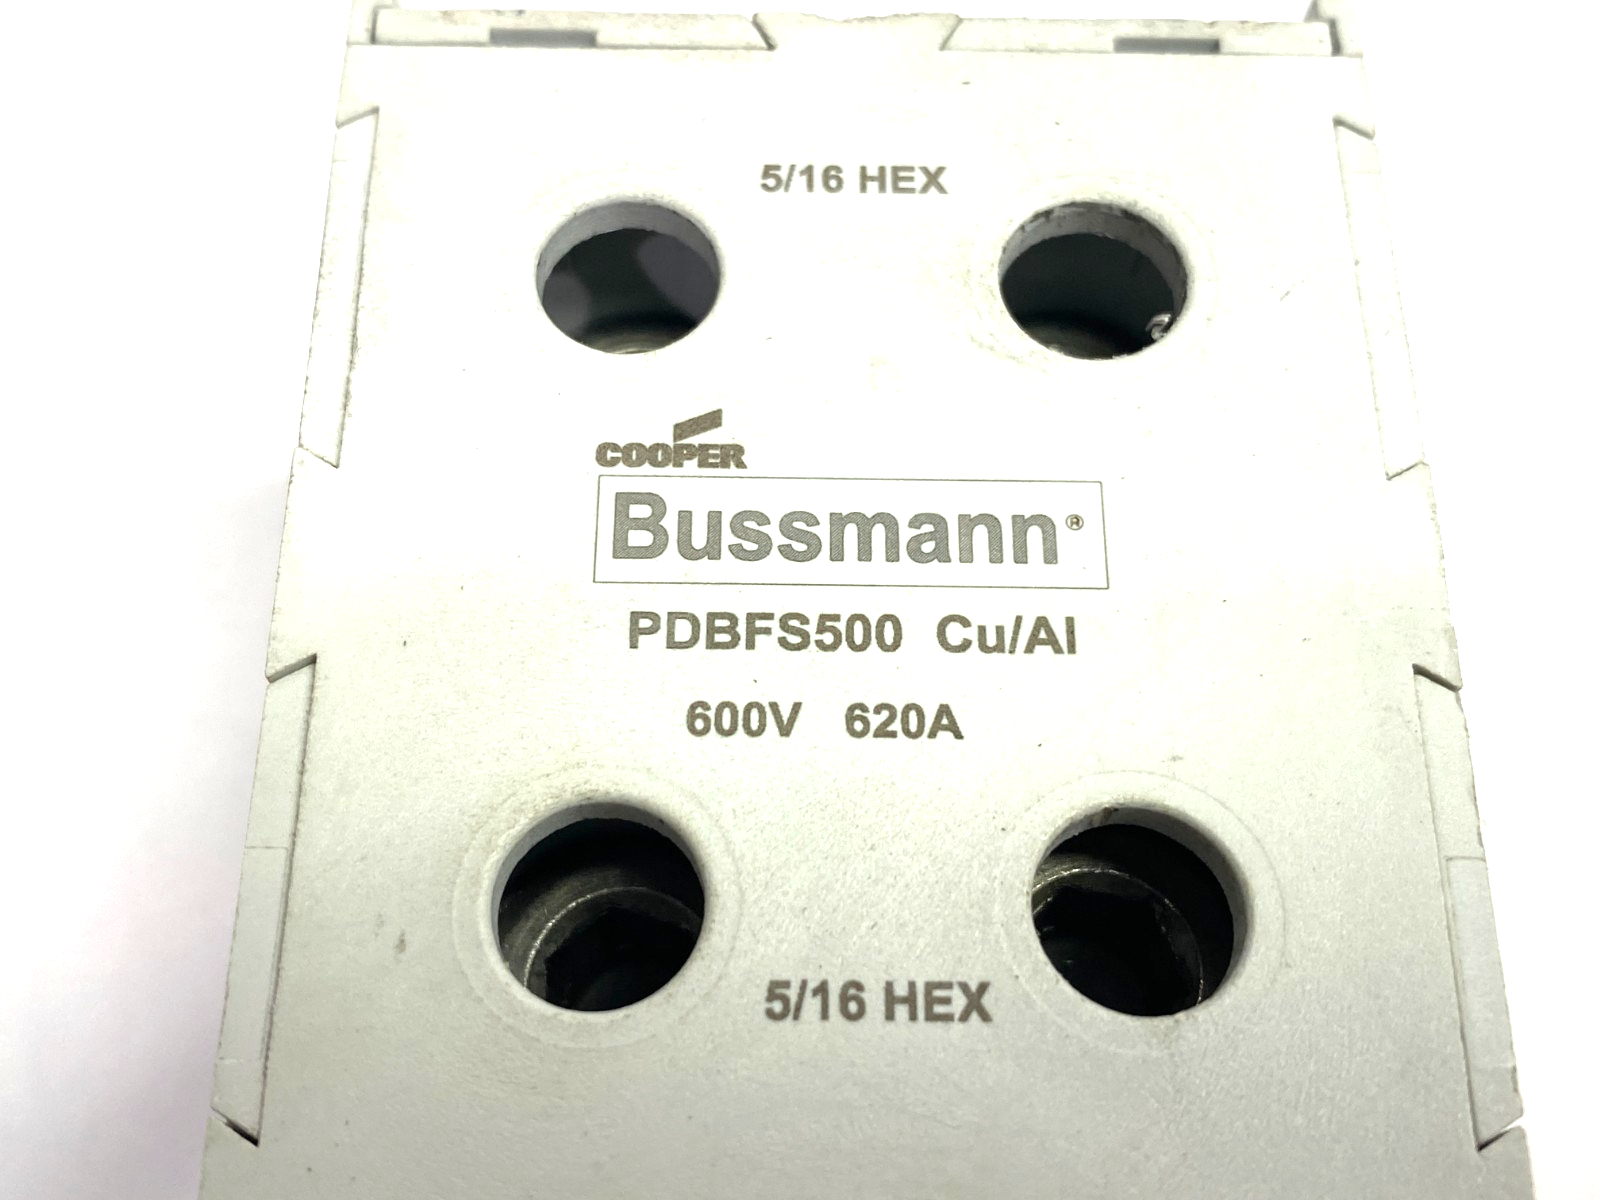 5/16 HEX
COOPER
Bussmann®
PDBFS500 Cu/Al
600V 620A
5/16 HEX